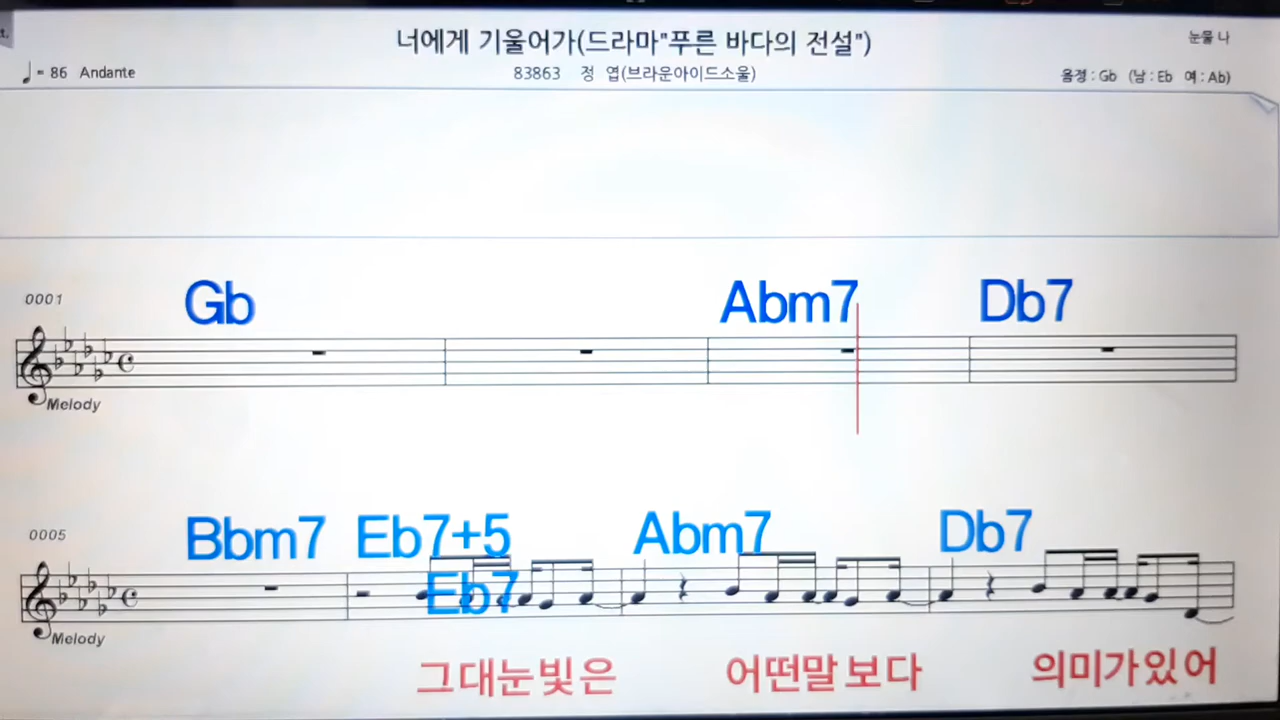 너에게 기울어가(드라마"푸른 바다의 전설")
눈물 나
♩= 86 Andante
83863 정 엽(브라운아이드소울)
음정 : Gb (남 : Eb 여 : Ab)
0001
Gb Abm7 Db7
Melody
0005
Bbm7 Eb7+5 Abm7 Db7
Eb7
Melody
그대눈빛은 어떤말보다 의미가있어